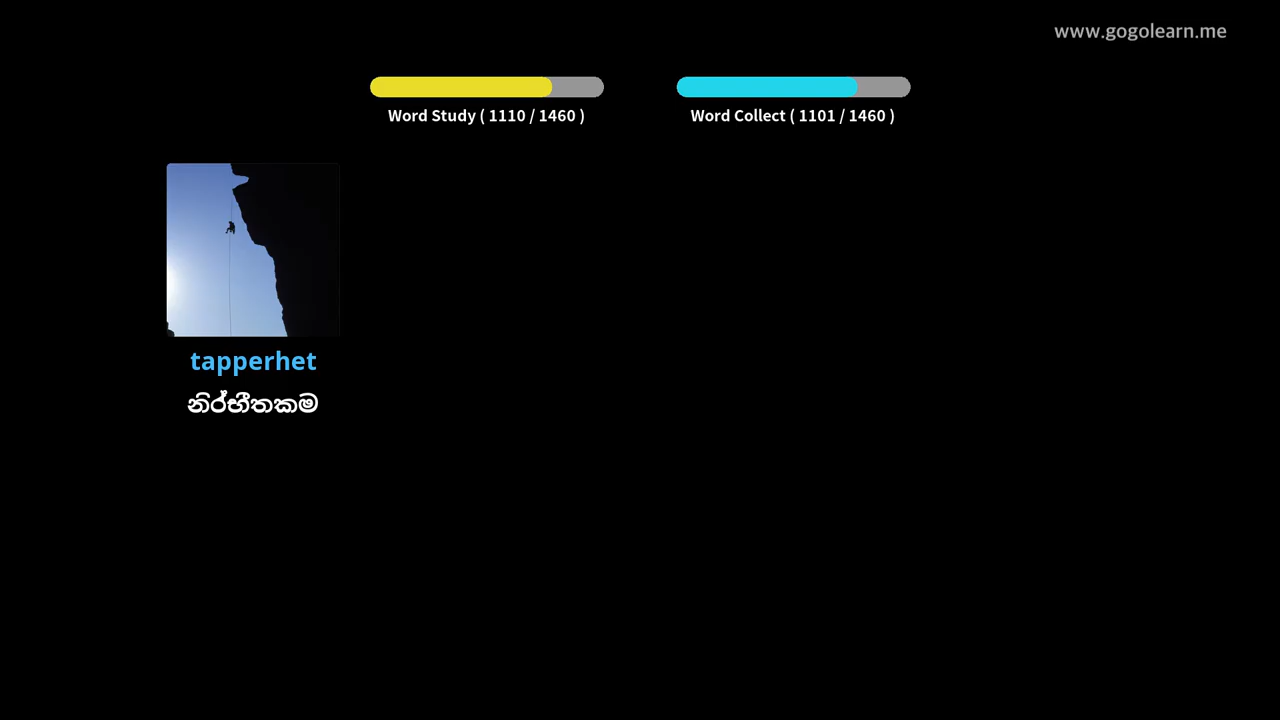 www.gogolearn.me
Word Study ( 1110 / 1460 )
Word Collect ( 1101 / 1460 )
tapperhet
නිර්භීතකම